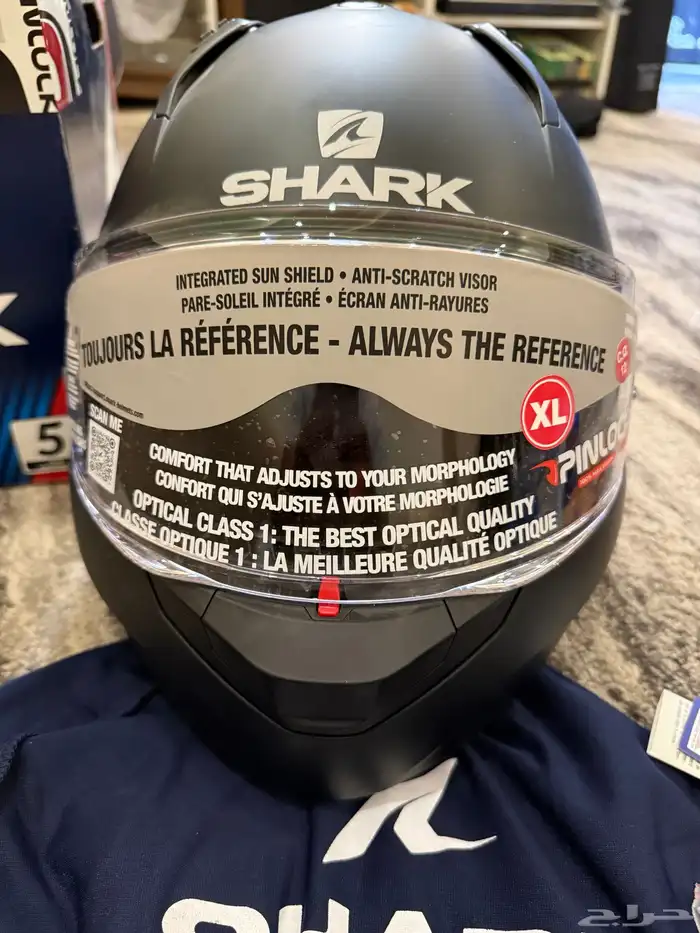 SHARK
INTEGRATED SUN SHIELD • ANTI-SCRATCH VISOR
PARE-SOLEIL INTÉGRÉ • ÉCRAN ANTI-RAYURES
TOUJOURS LA RÉFÉRENCE - ALWAYS THE REFERENCE
XL
SCAN ME
PINLOCK
COMFORT THAT ADJUSTS TO YOUR MORPHOLOGY
CONFORT QUI S'AJUSTE À VOTRE MORPHOLOGIE
OPTICAL CLASS 1: THE BEST OPTICAL QUALITY
CLASSE OPTIQUE 1 : LA MEILLEURE QUALITÉ OPTIQUE
5
SHAR
حراج